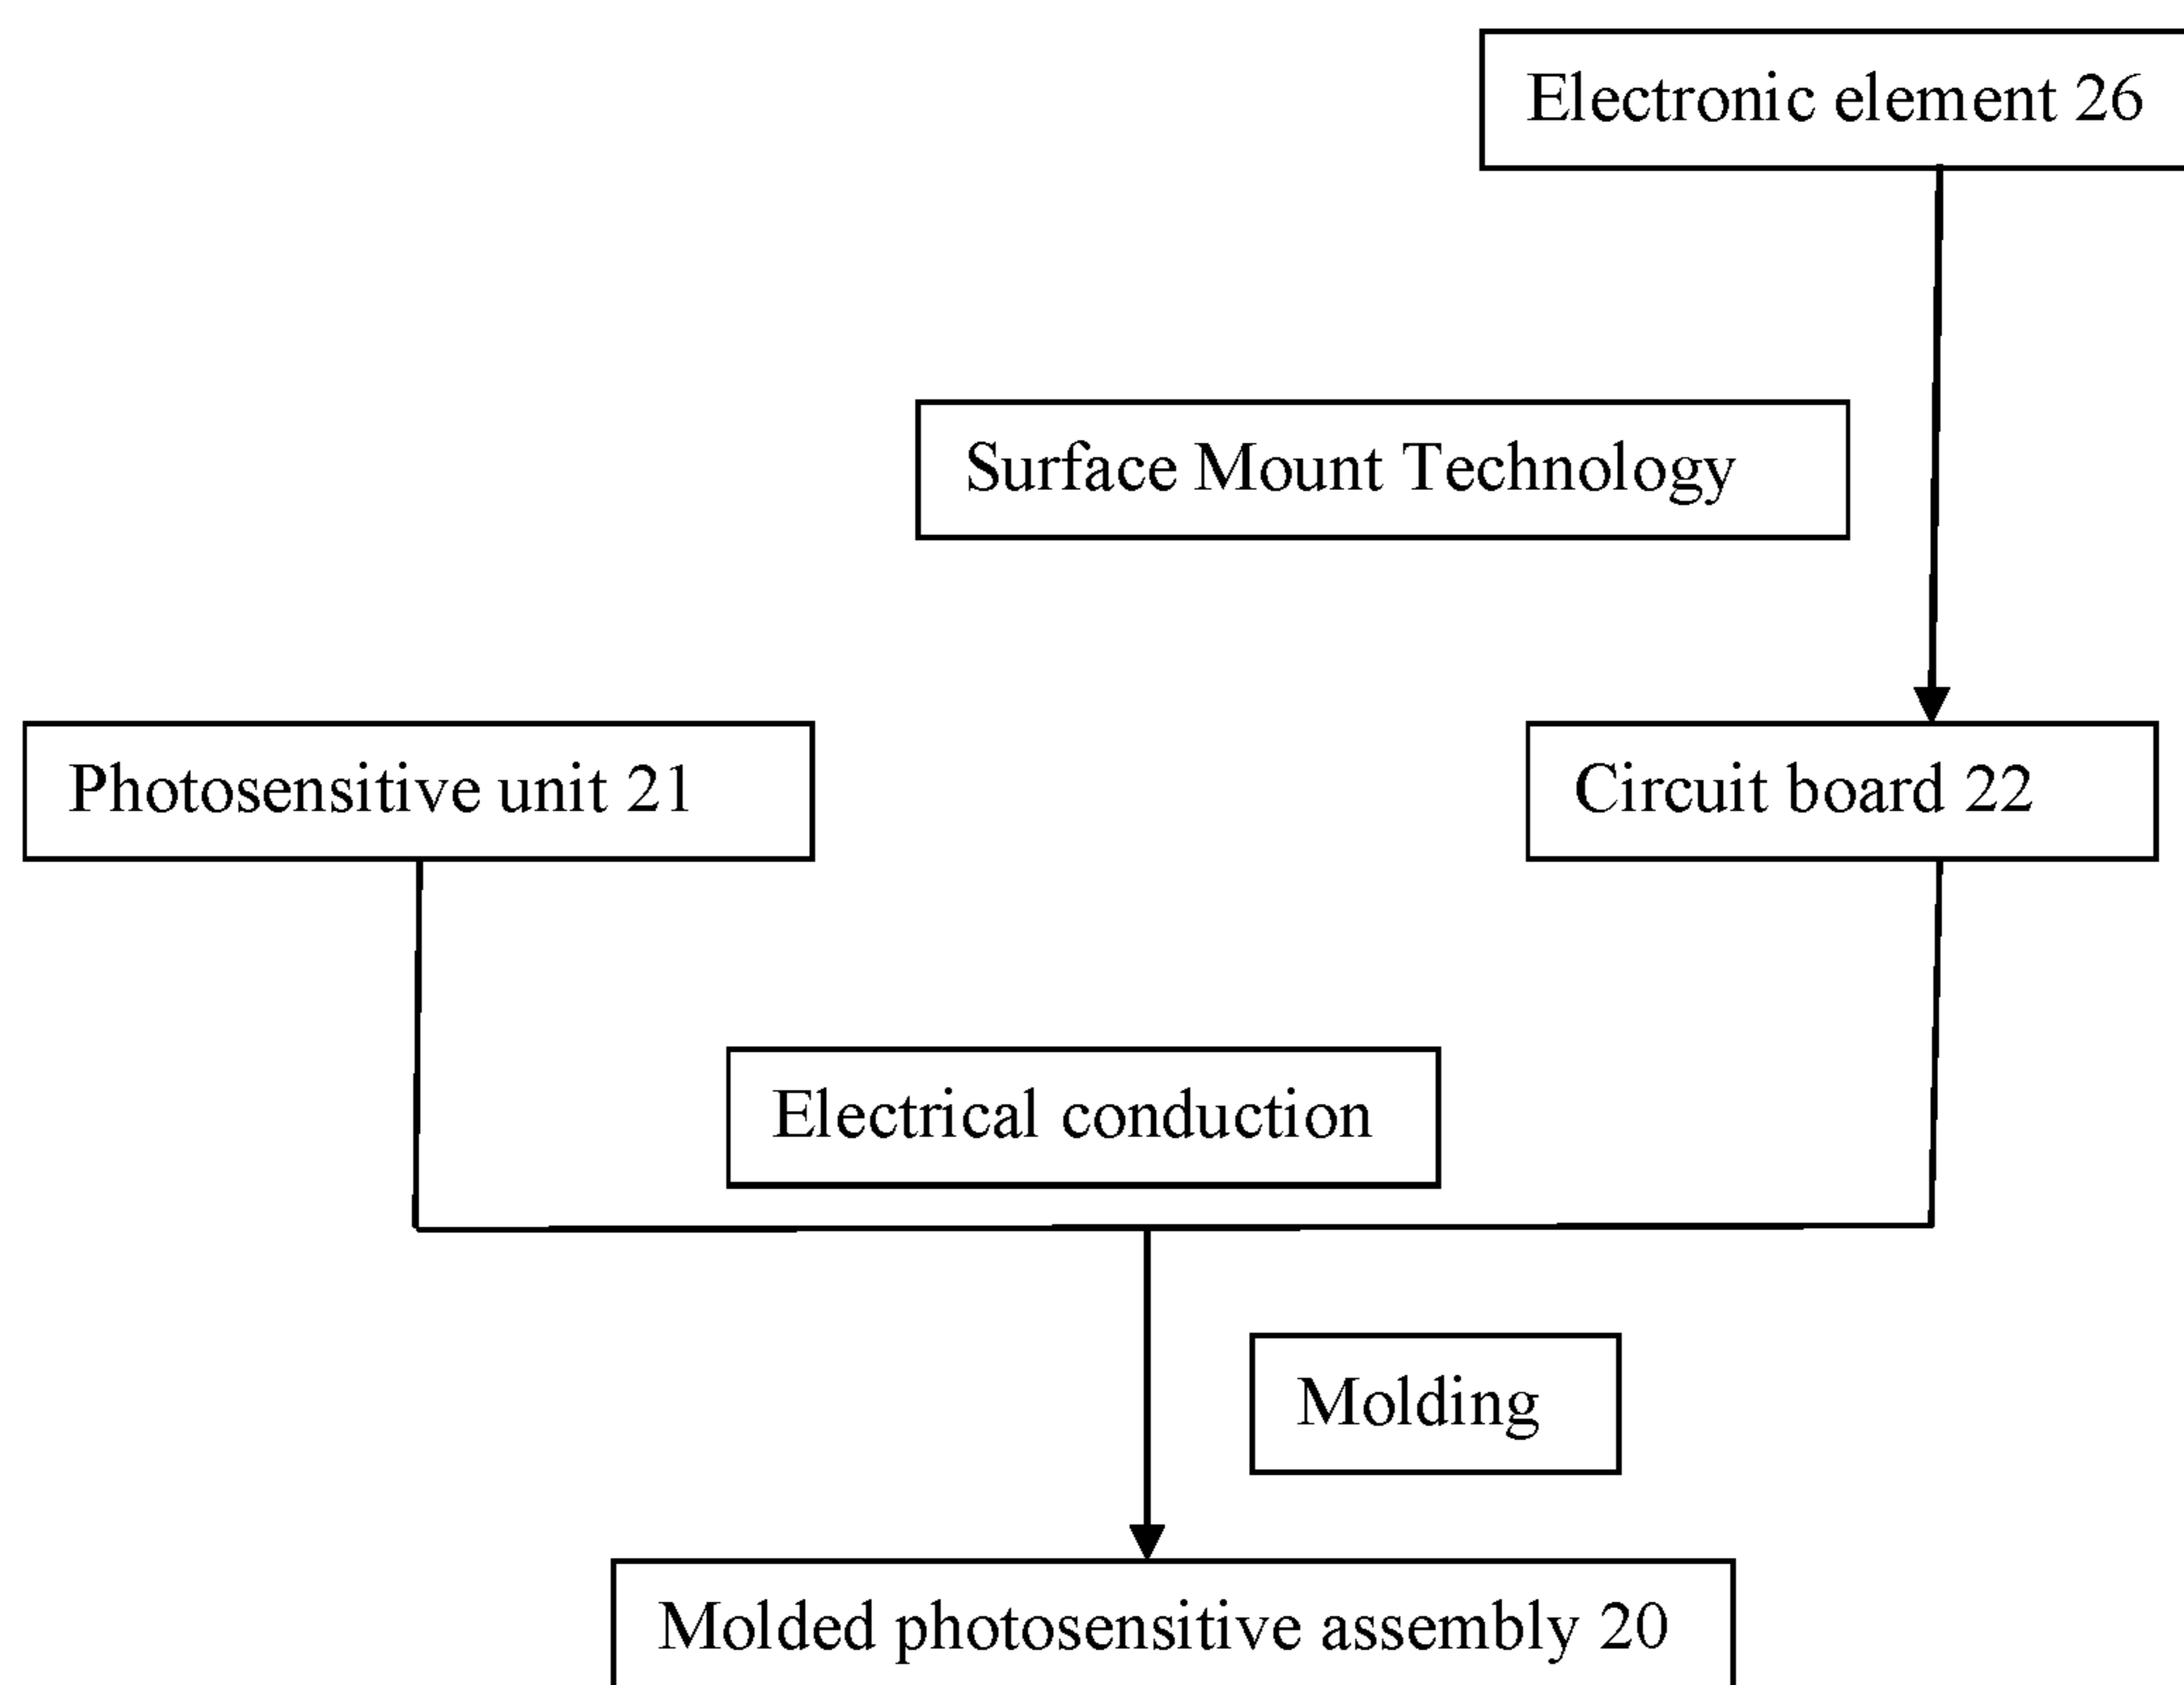 Electronic element 26
Surface Mount Technology
Photosensitive unit 21
Circuit board 22
Electrical conduction
Molding
Molded photosensitive assembly 20